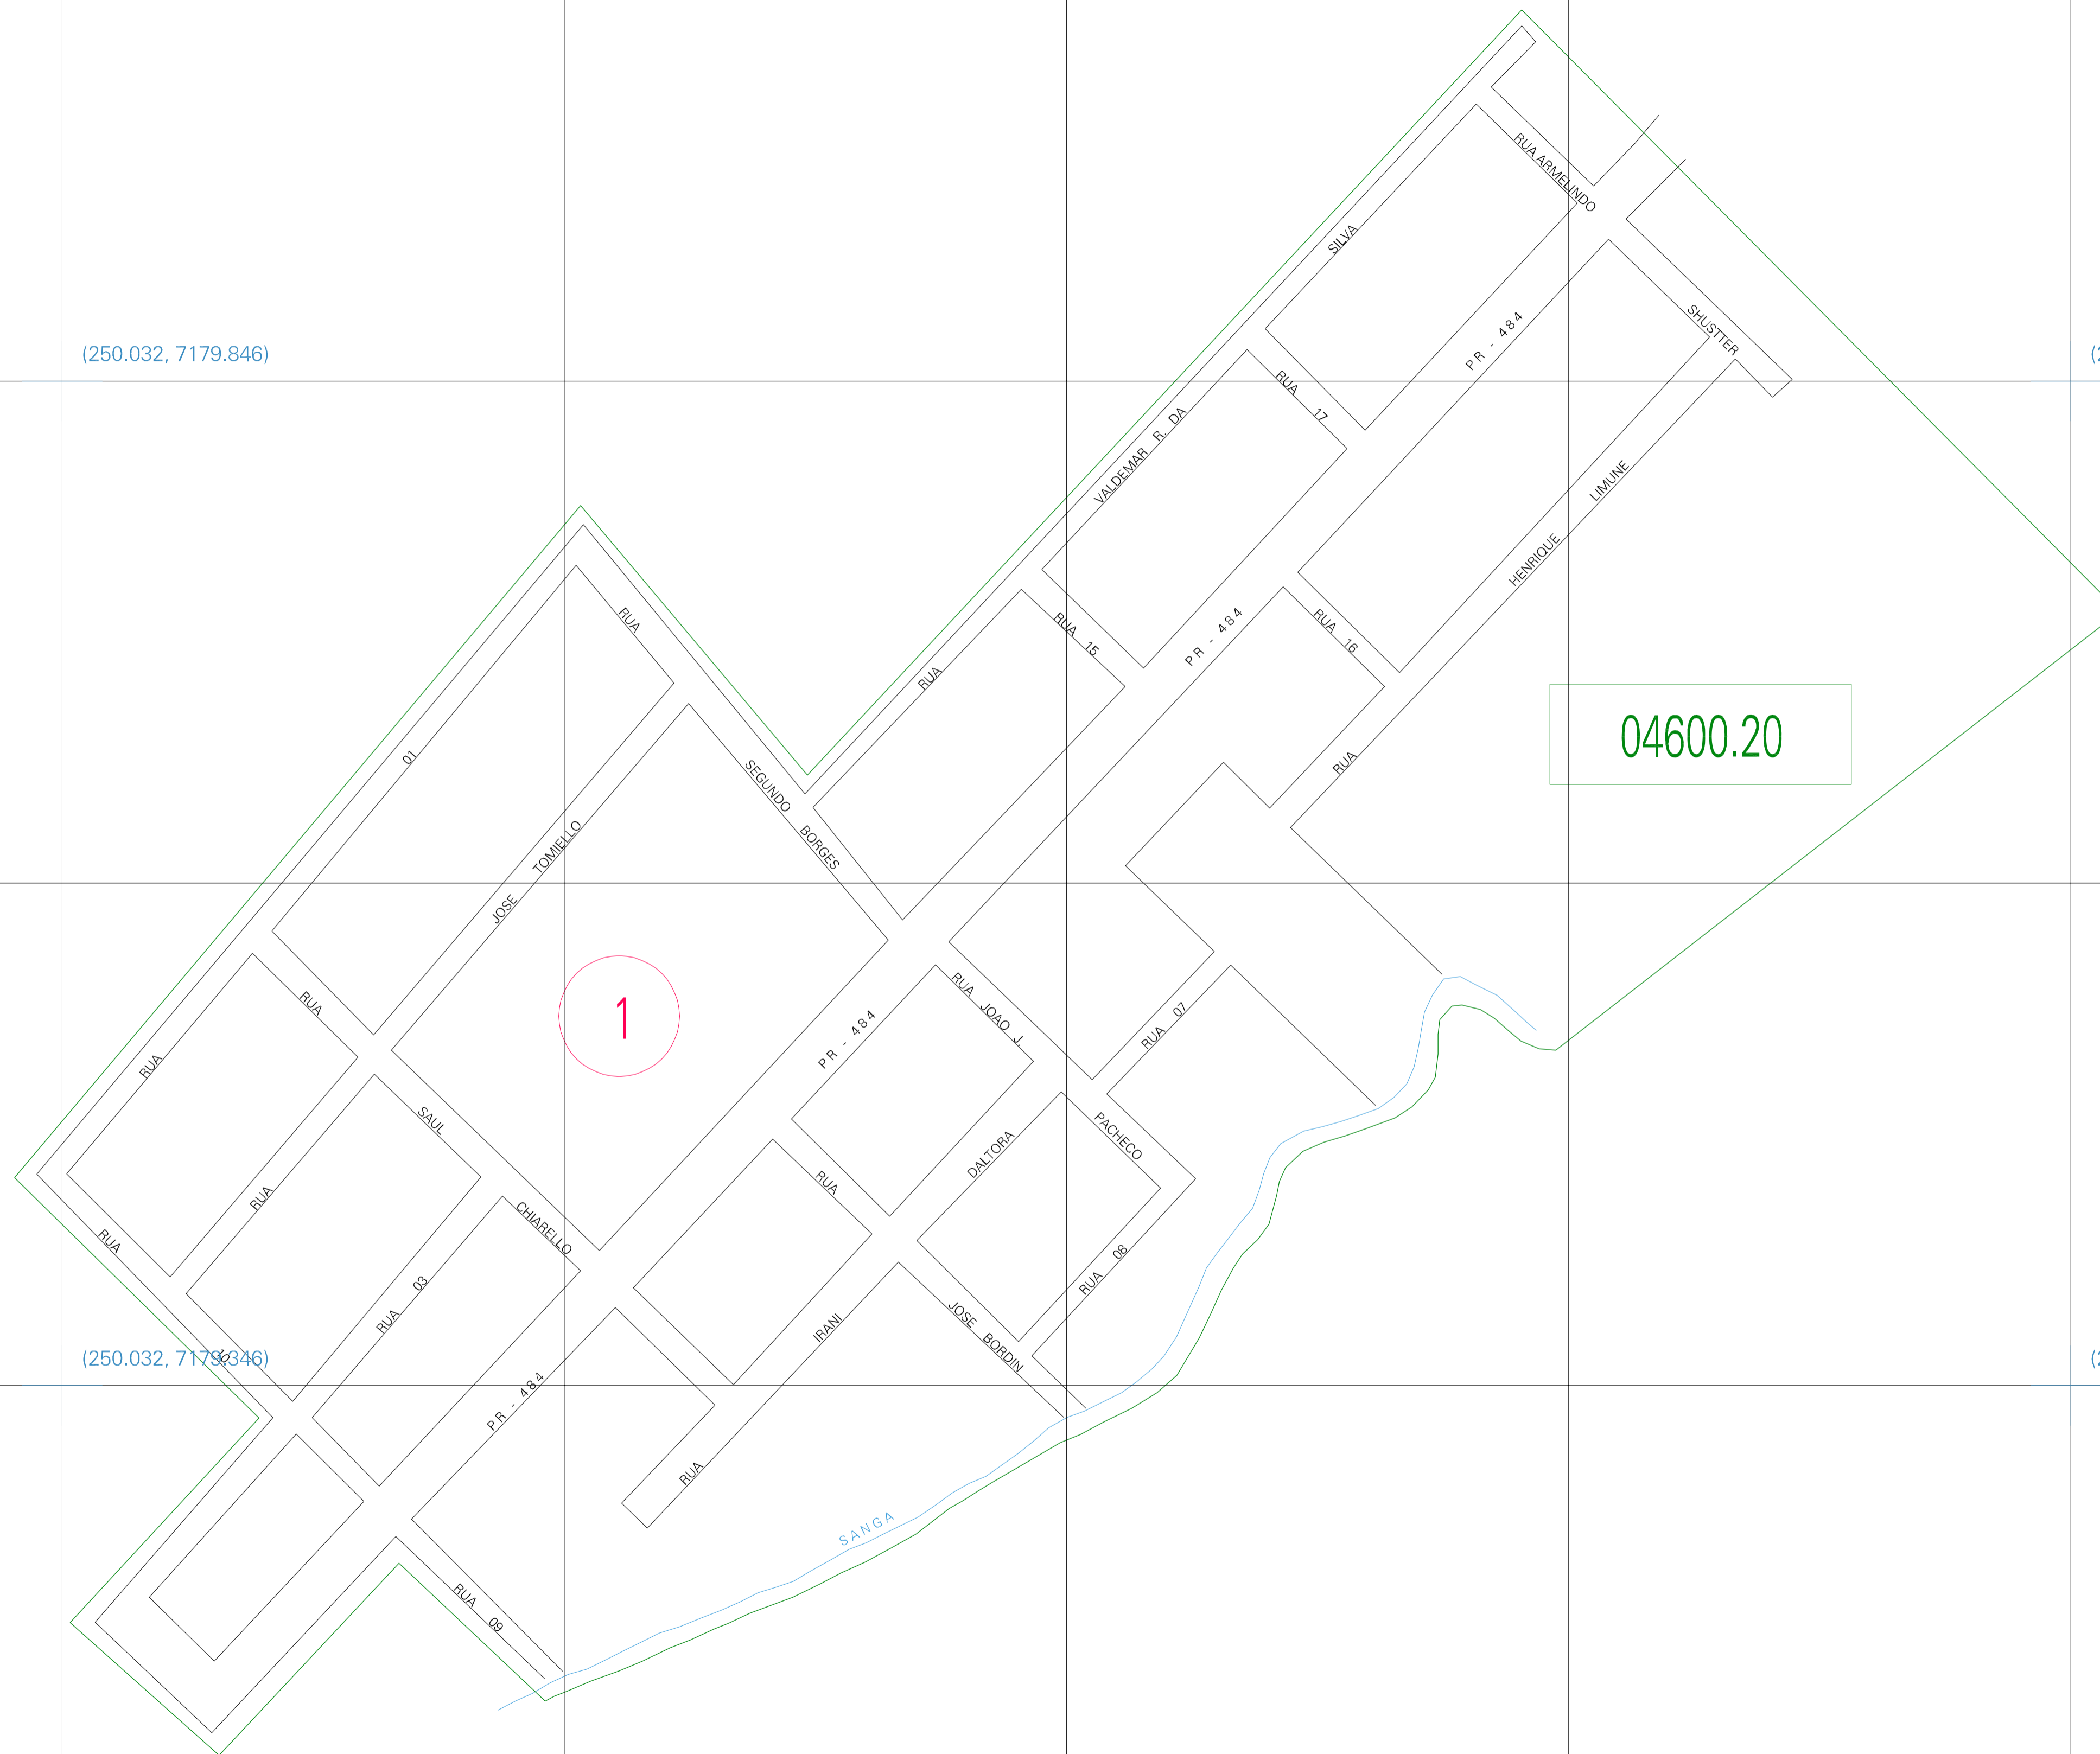 RUA ARMELINDO
SHUSTTER
SILVA
PR - 484
(250.032, 7179.846)
RUA 17
VALDEMAR R. DA
LIMUNE
HENRIQUE
RUA
RUA
RUA 15
RUA
PR - 484
RUA 16
04600.20
RUA
01
SEGUNDO BORGES
JOSE TOMIELLO
RUA
RUA
1
PR - 484
RUA JOAO J.
PACHECO
RUA 07
SAUL
CHIARELLO
RUA
RUA
DALTORA
RUA
10
RUA 03
RUA 08
JOSE BORDIN
IRANI
(250.032, 7179.346)
PR - 484
RUA
SANGA
RUA 09